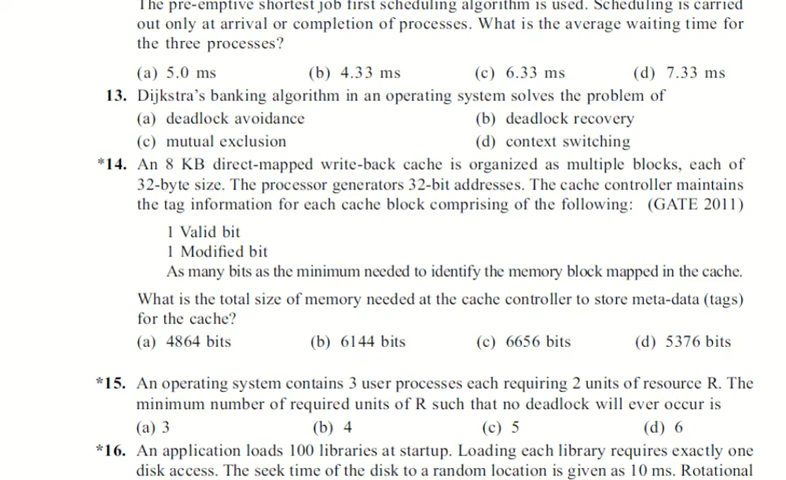 The pre-emptive shortest job first scheduling algorithm is used. Scheduling is carried
out only at arrival or completion of processes. What is the average waiting time for
the three processes?
(a) 5.0 ms (b) 4.33 ms (c) 6.33 ms (d) 7.33 ms
13. Dijkstra's banking algorithm in an operating system solves the problem of
(a) deadlock avoidance (b) deadlock recovery
(c) mutual exclusion (d) context switching
*14. An 8 KB direct-mapped write-back cache is organized as multiple blocks, each of
32-byte size. The processor generators 32-bit addresses. The cache controller maintains
the tag information for each cache block comprising of the following: (GATE 2011)
1 Valid bit
1 Modified bit
As many bits as the minimum needed to identify the memory block mapped in the cache.
What is the total size of memory needed at the cache controller to store meta-data (tags)
for the cache?
(a) 4864 bits (b) 6144 bits (c) 6656 bits (d) 5376 bits
*15. An operating system contains 3 user processes each requiring 2 units of resource R. The
minimum number of required units of R such that no deadlock will ever occur is
(a) 3 (b) 4 (c) 5 (d) 6
*16. An application loads 100 libraries at startup. Loading each library requires exactly one
disk access. The seek time of the disk to a random location is given as 10 ms. Rotational